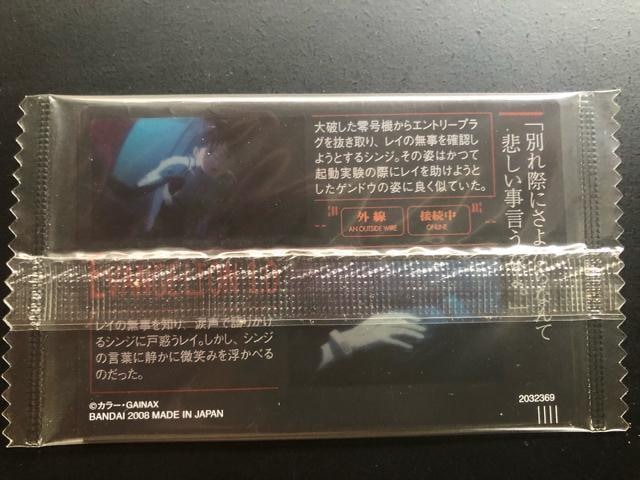 大破した零号機からエントリープラ
グを抜き取り、レイの無事を確認し
ようとするシンジ。その姿はかつて
起動実験の際にレイを助けようと
したゲンドウの姿に良く似ていた。
外線
AN OUTSIDE WIRE
接続中
ONLINE
「別れ際にさよ なんて
悲しい事言う
レイの無事を知り、涙声で語りかけ
るシンジに戸惑うレイ。しかし、シンジ
の言葉に静かに微笑みを浮かべる
のだった。
©カラー・GAINAX
BANDAI 2008 MADE IN JAPAN
2032369